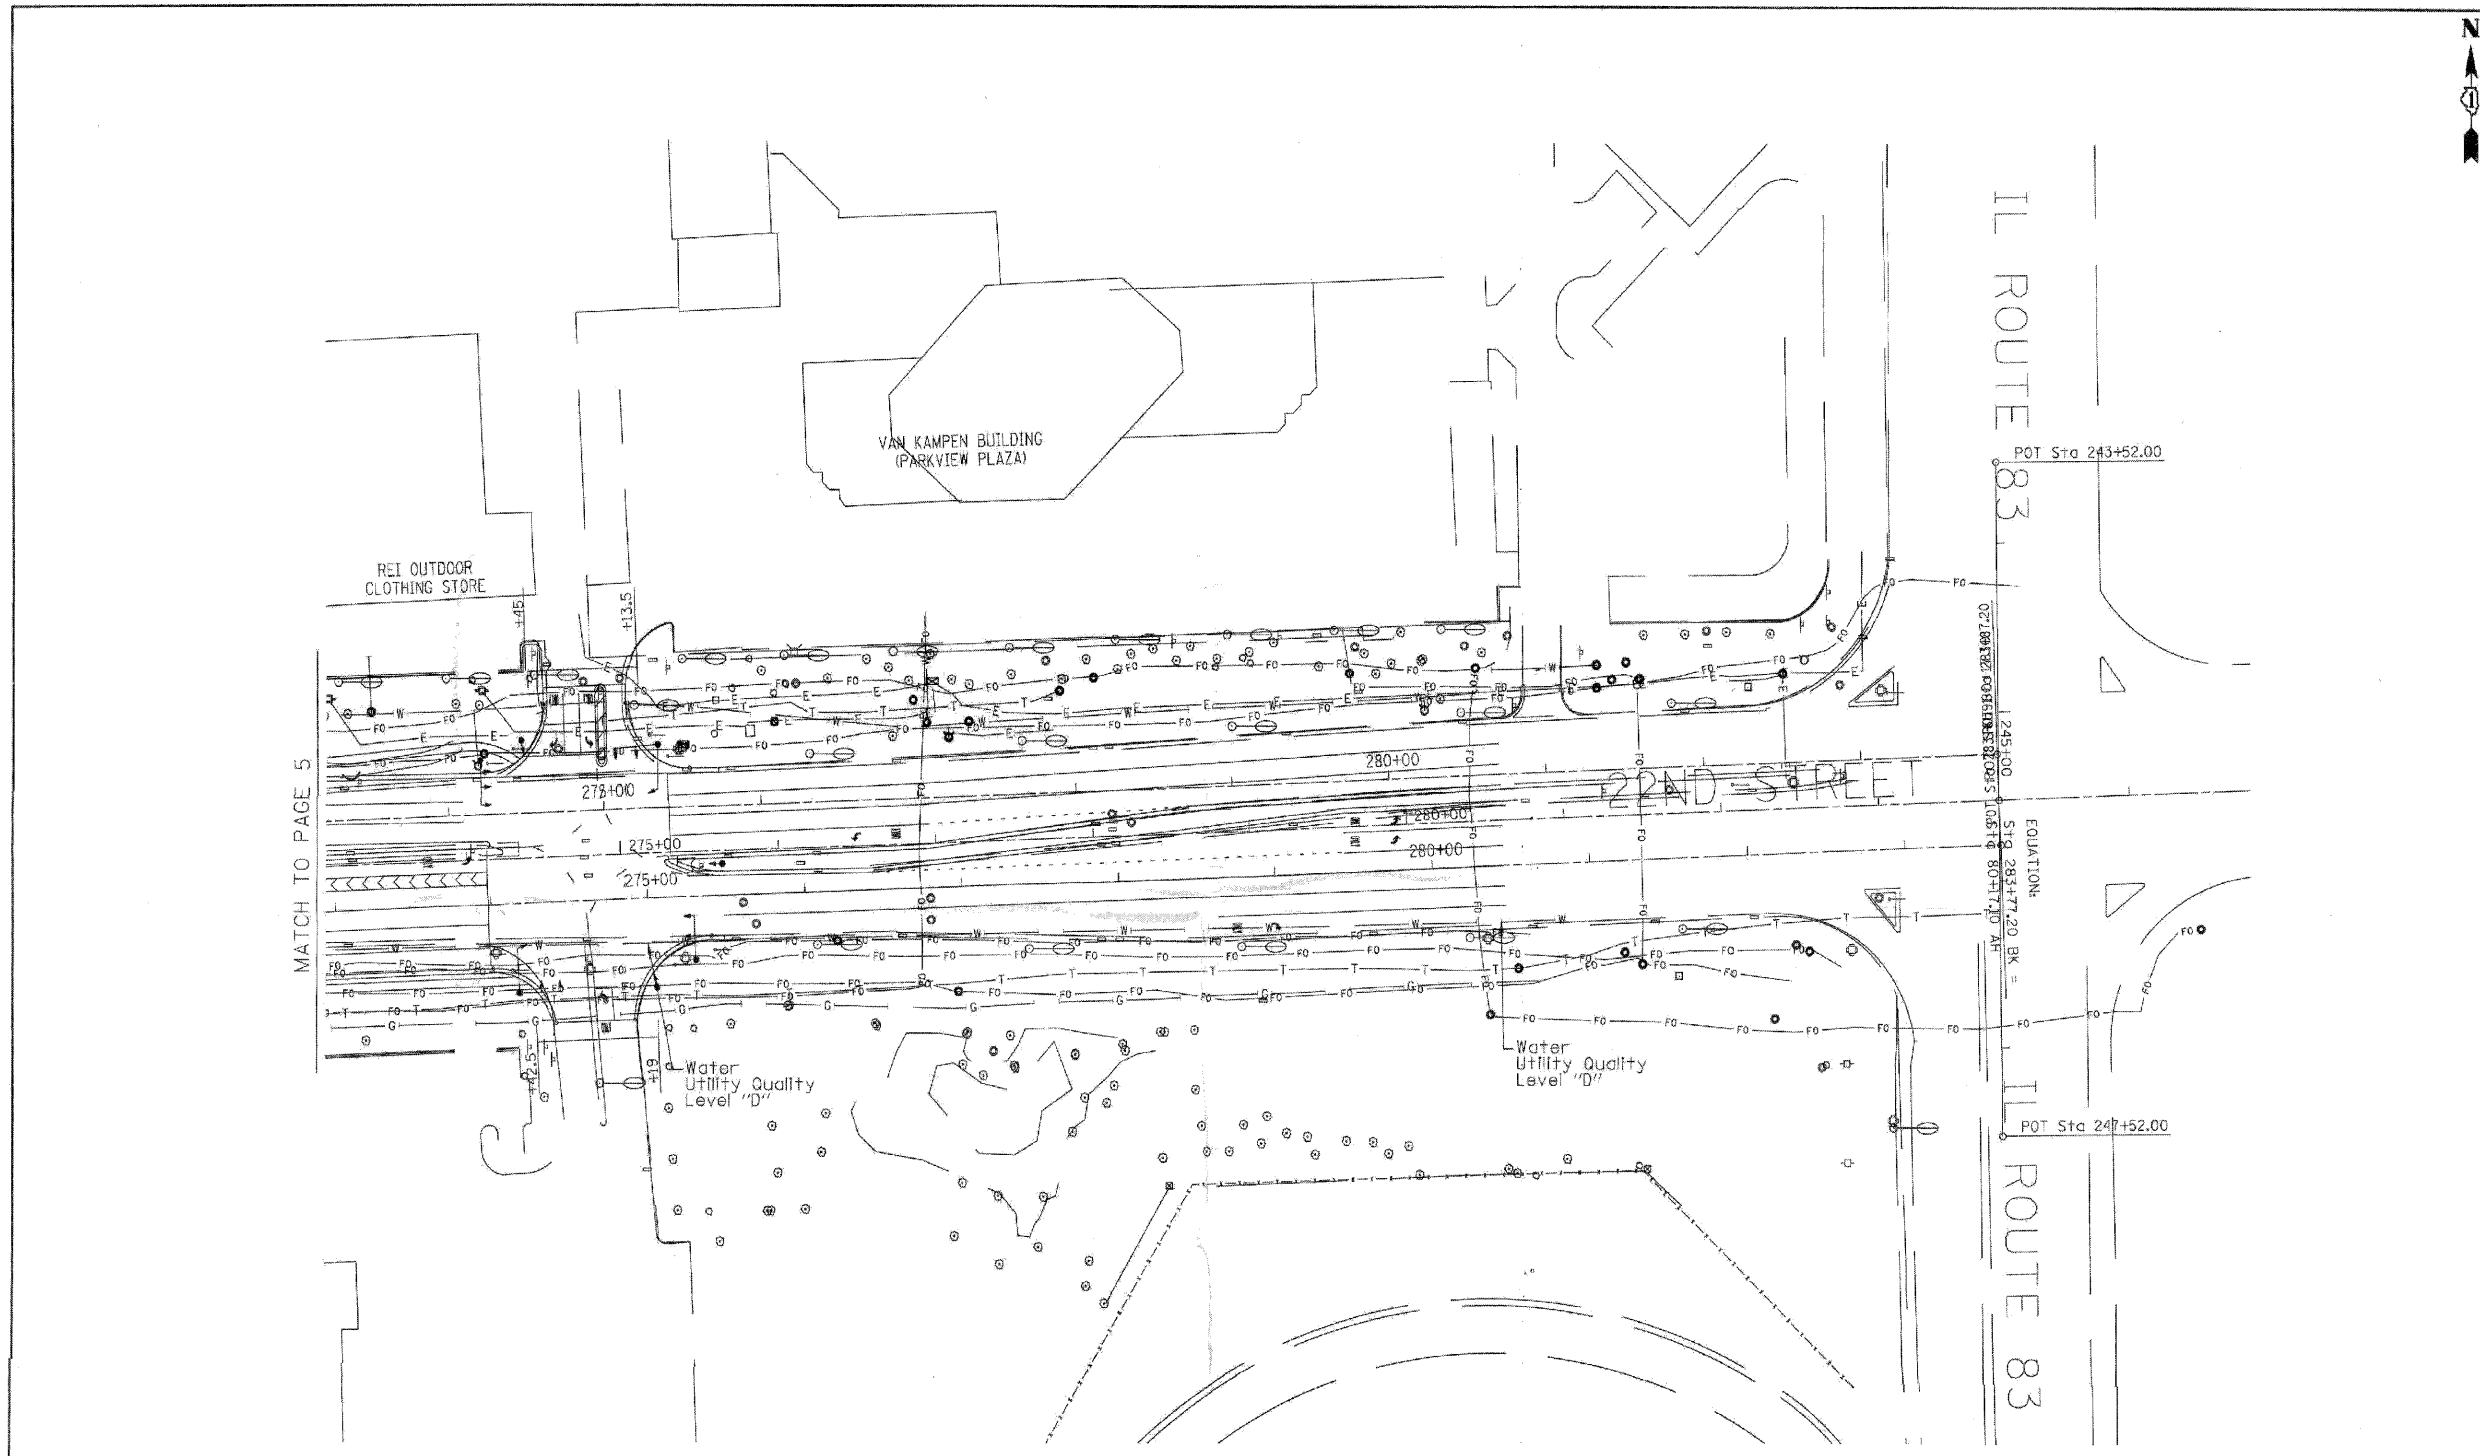 N
1
IL ROUTE 83
POT Sta 243+52.00
VAN KAMPEN BUILDING
(PARKVIEW PLAZA)
REI OUTDOOR
CLOTHING STORE
+45
+13.5
MATCH TO PAGE 5
280+00
22ND STREET
245+00
280+00
275+00
280+00
275+00
EQUATION:
Sta 283+77.20 BK =
Water
Utility Quality
Level "D"
+42.5
+19
Water
Utility Quality
Level "D"
POT Sta 247+52.00
IL ROUTE 83